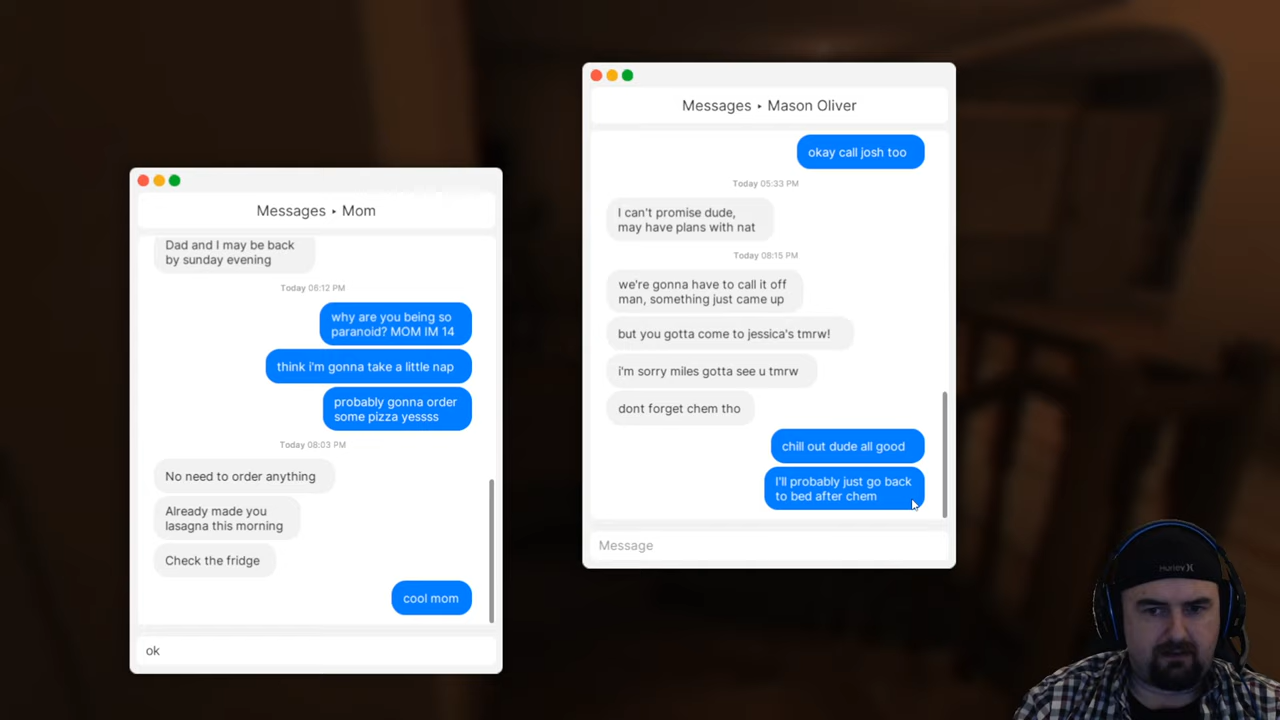 Messages ▸ Mom
Dad and I may be back
by sunday evening
Today 06:12 PM
why are you being so
paranoid? MOM IM 14
think i'm gonna take a little nap
probably gonna order
some pizza yessss
Today 08:03 PM
No need to order anything
Already made you
lasagna this morning
Check the fridge
cool mom
ok
Messages ▸ Mason Oliver
okay call josh too
Today 05:33 PM
I can't promise dude,
may have plans with nat
Today 08:15 PM
we're gonna have to call it off
man, something just came up
but you gotta come to jessica's tmrw!
i'm sorry miles gotta see u tmrw
dont forget chem tho
chill out dude all good
I'll probably just go back
to bed after chem
Message
Hurley )(